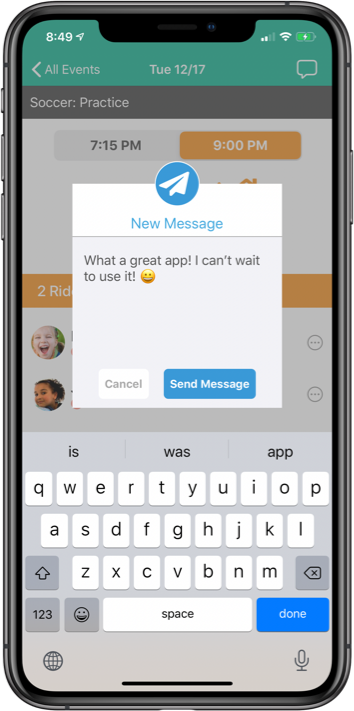 8:49
All Events
Tue 12/17
Soccer: Practice
7:15 PM
9:00 PM
New Message
What a great app! I can't wait
to use it! 😀
2
Cancel
Send Message
is was app
q w e r t y u i o p
a s d f g h j k l
z x c v b n m
123
space
done